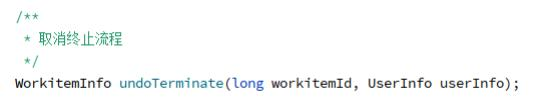 /**
 * 取消终止流程
 */
WorkitemInfo undoTerminate(long workitemId, UserInfo userInfo);